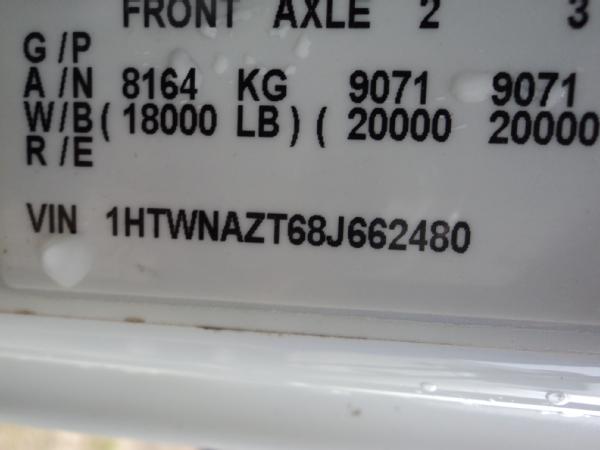 FRONT AXLE 2 3
G/P
A/N 8164 KG 9071 9071
W/B (18000 LB) ( 20000 20000
R/E
VIN 1HTWNAZT68J662480